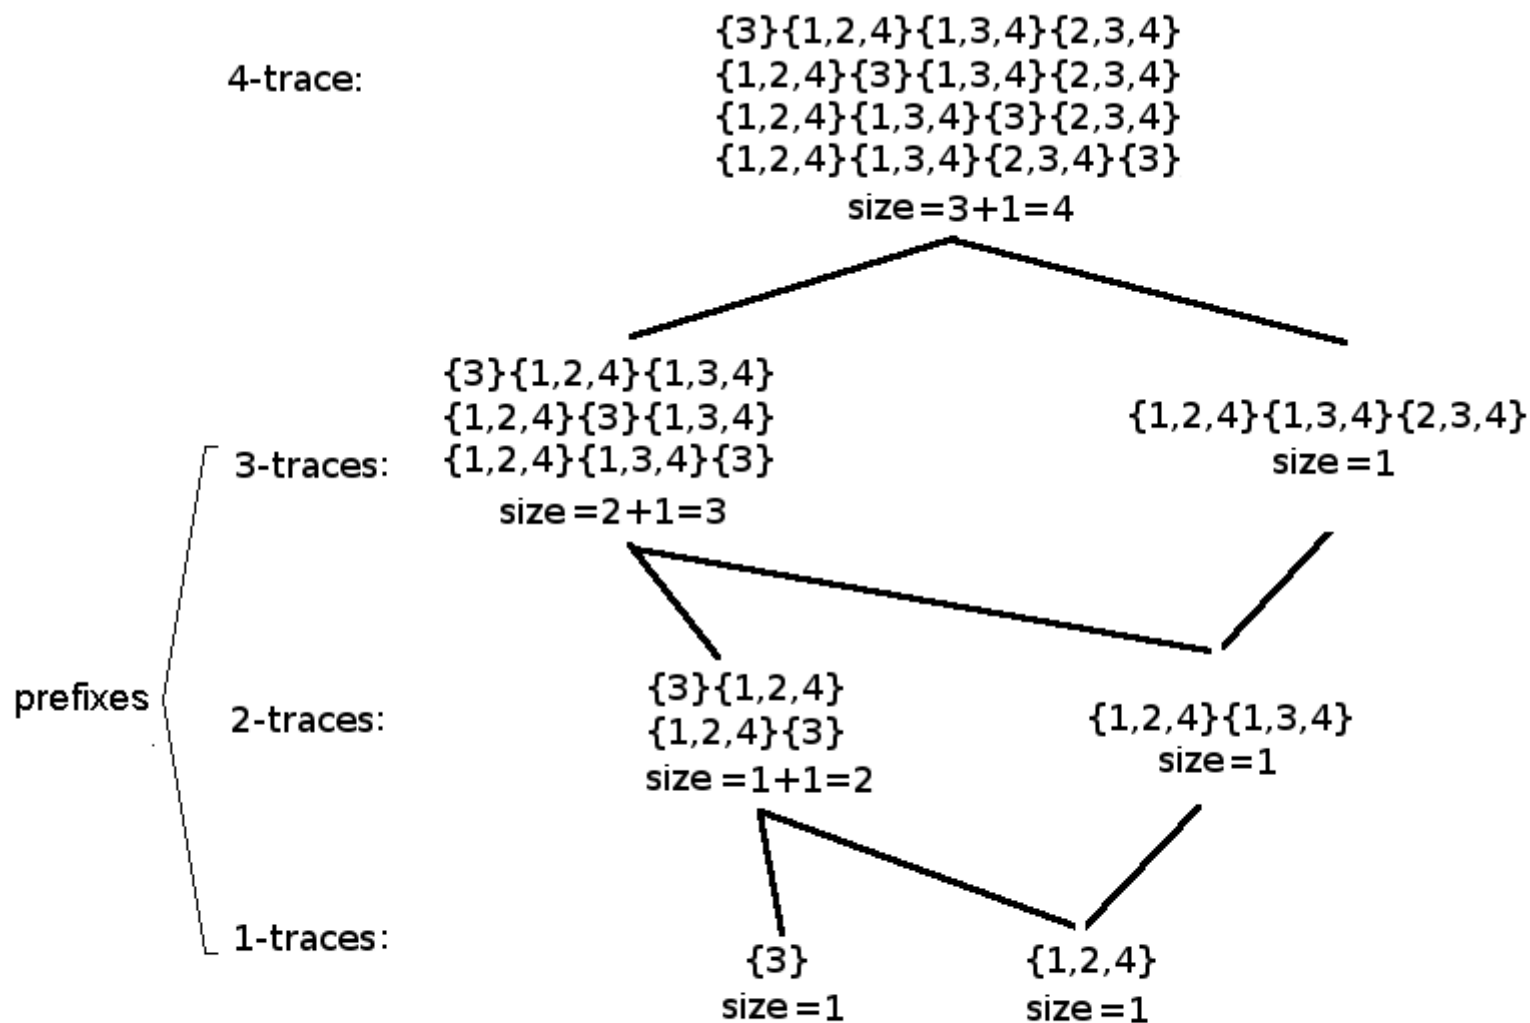 4-trace:
{3}{1,2,4}{1,3,4}{2,3,4}
{1,2,4}{3}{1,3,4}{2,3,4}
{1,2,4}{1,3,4}{3}{2,3,4}
{1,2,4}{1,3,4}{2,3,4}{3}
size=3+1=4
prefixes
3-traces:
{3}{1,2,4}{1,3,4}
{1,2,4}{3}{1,3,4}
{1,2,4}{1,3,4}{3}
size=2+1=3
{1,2,4}{1,3,4}{2,3,4}
size=1
2-traces:
{3}{1,2,4}
{1,2,4}{3}
size=1+1=2
{1,2,4}{1,3,4}
size=1
1-traces:
{3}
size=1
{1,2,4}
size=1